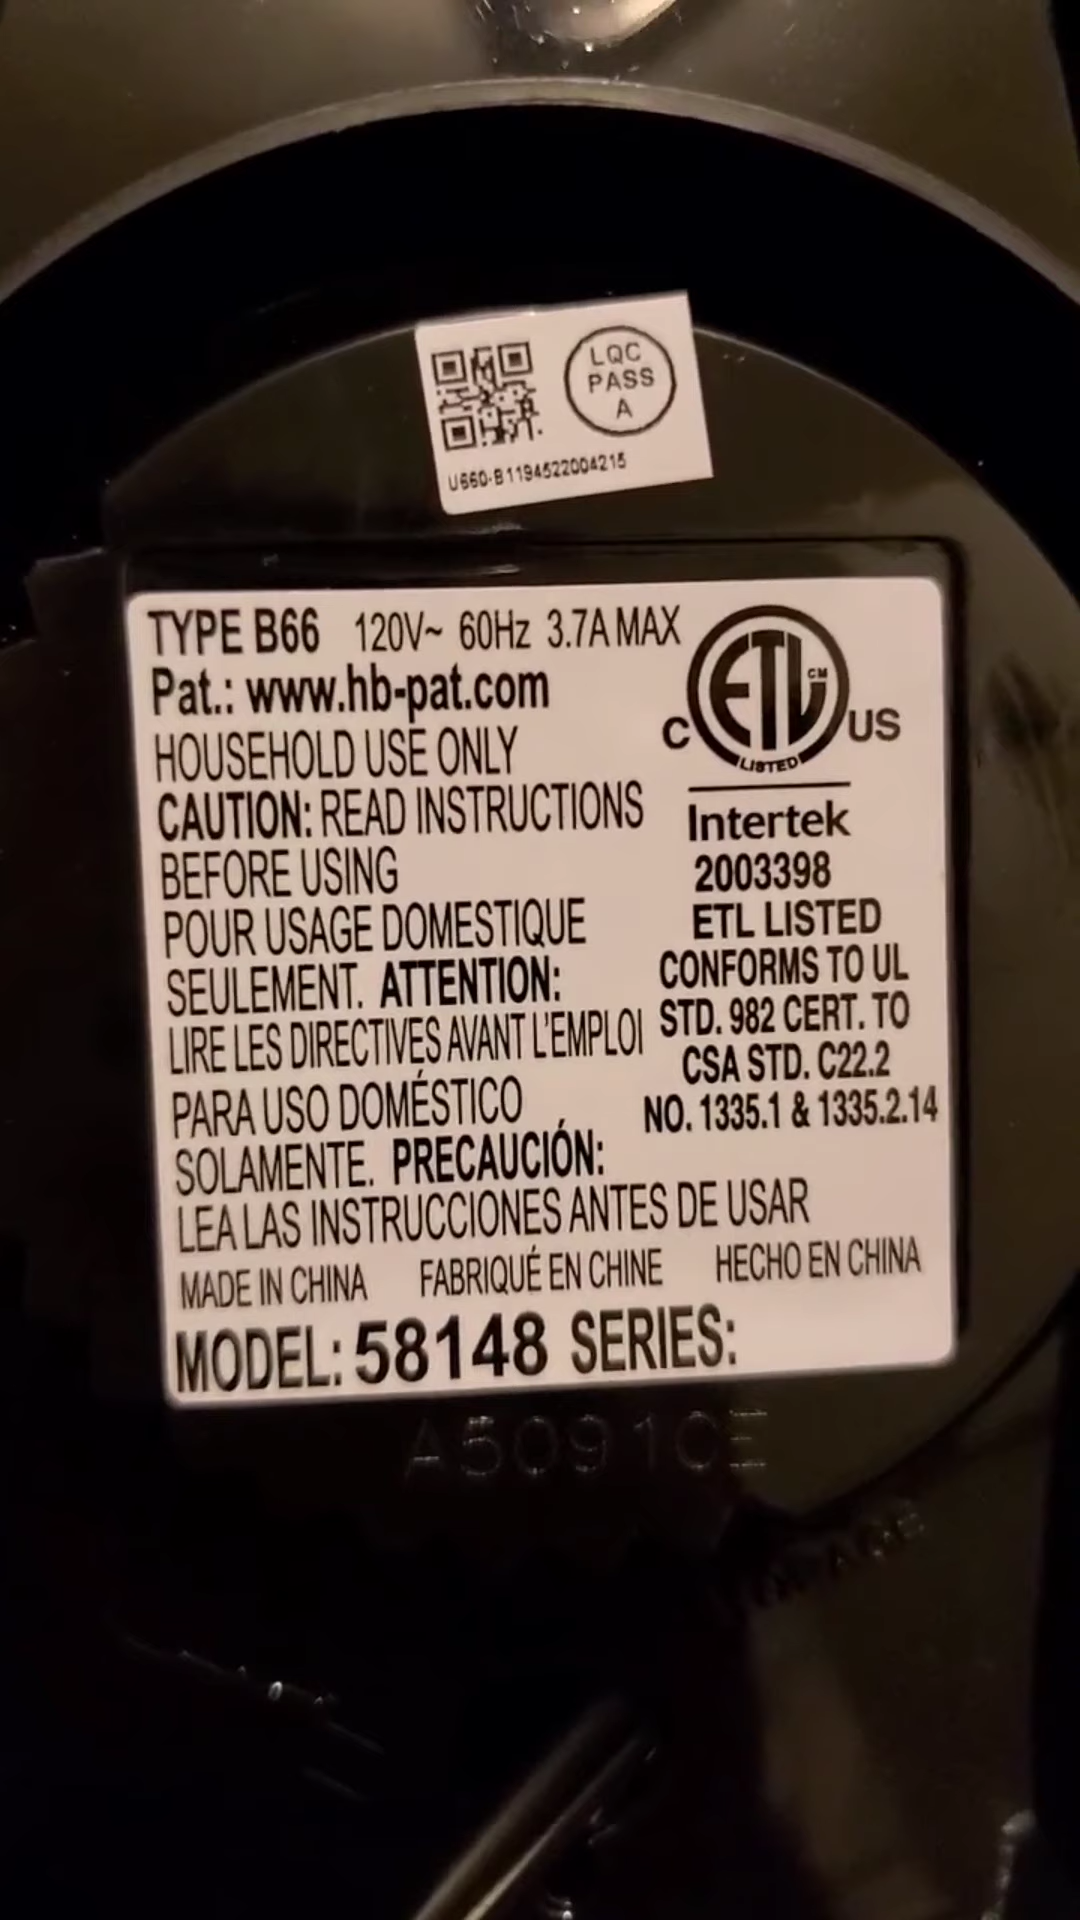 LQC
PASS
A
U660-B1194522004215
TYPE B66 120V~ 60Hz 3.7A MAX
Pat.: www.hb-pat.com
HOUSEHOLD USE ONLY
CAUTION: READ INSTRUCTIONS
BEFORE USING
POUR USAGE DOMESTIQUE
SEULEMENT. ATTENTION:
LIRE LES DIRECTIVES AVANT L'EMPLOI
PARA USO DOMÉSTICO
SOLAMENTE. PRECAUCIÓN:
LEA LAS INSTRUCCIONES ANTES DE USAR
C ETL CM US
LISTED
Intertek
2003398
ETL LISTED
CONFORMS TO UL
STD. 982 CERT. TO
CSA STD. C22.2
NO. 1335.1 & 1335.2.14
MADE IN CHINA FABRIQUÉ EN CHINE HECHO EN CHINA
MODEL: 58148 SERIES:
A5091CE